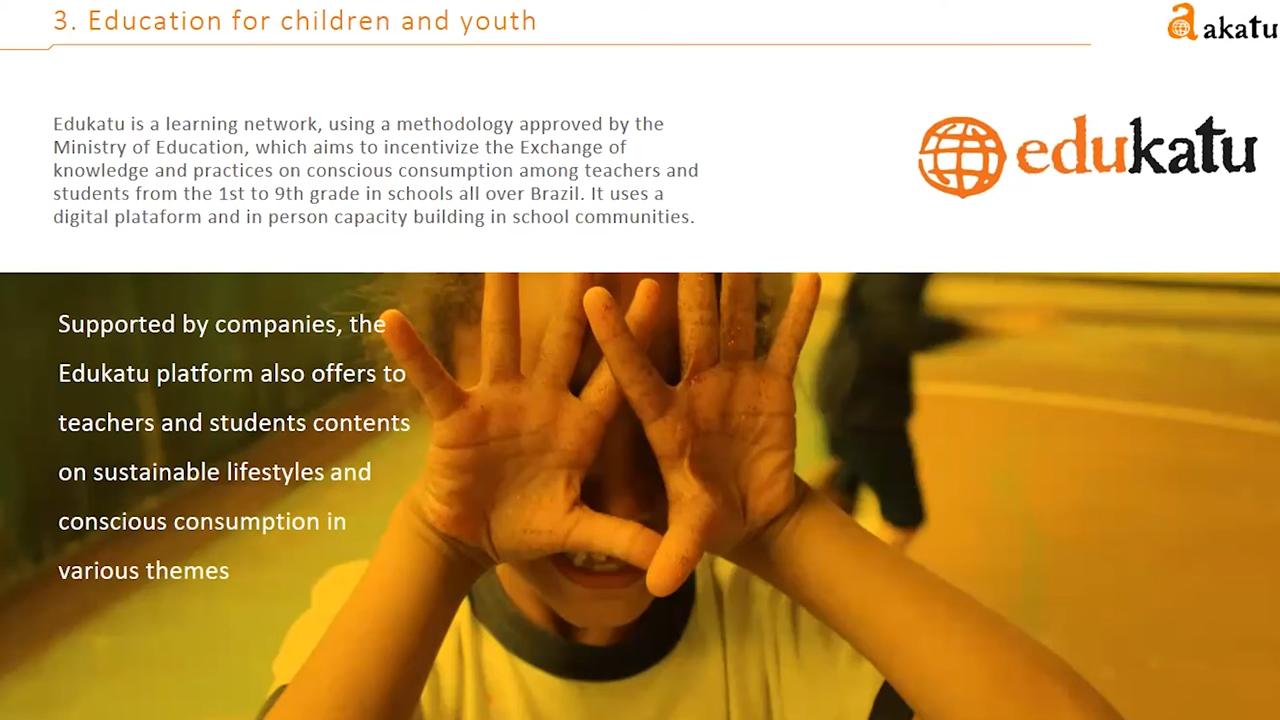 3. Education for children and youth
akatu
Edukatu is a learning network, using a methodology approved by the
Ministry of Education, which aims to incentivize the Exchange of
knowledge and practices on conscious consumption among teachers and
students from the 1st to 9th grade in schools all over Brazil. It uses a
digital plataform and in person capacity building in school communities.
edukatu
Supported by companies, the
Edukatu platform also offers to
teachers and students contents
on sustainable lifestyles and
conscious consumption in
various themes